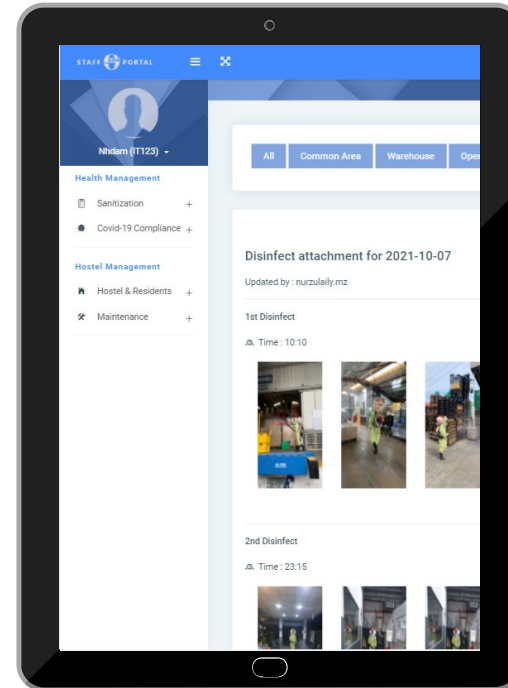 STAFF PORTAL
Nhdam (IT123)
Health Management
Sanitization +
Covid-19 Compliance +
Hostel Management
Hostel & Residents +
Maintenance +
All Common Area Warehouse Oper
Disinfect attachment for 2021-10-07
Updated by : nurzulaily.mz
1st Disinfect
Time : 10:10
2nd Disinfect
Time : 23:15